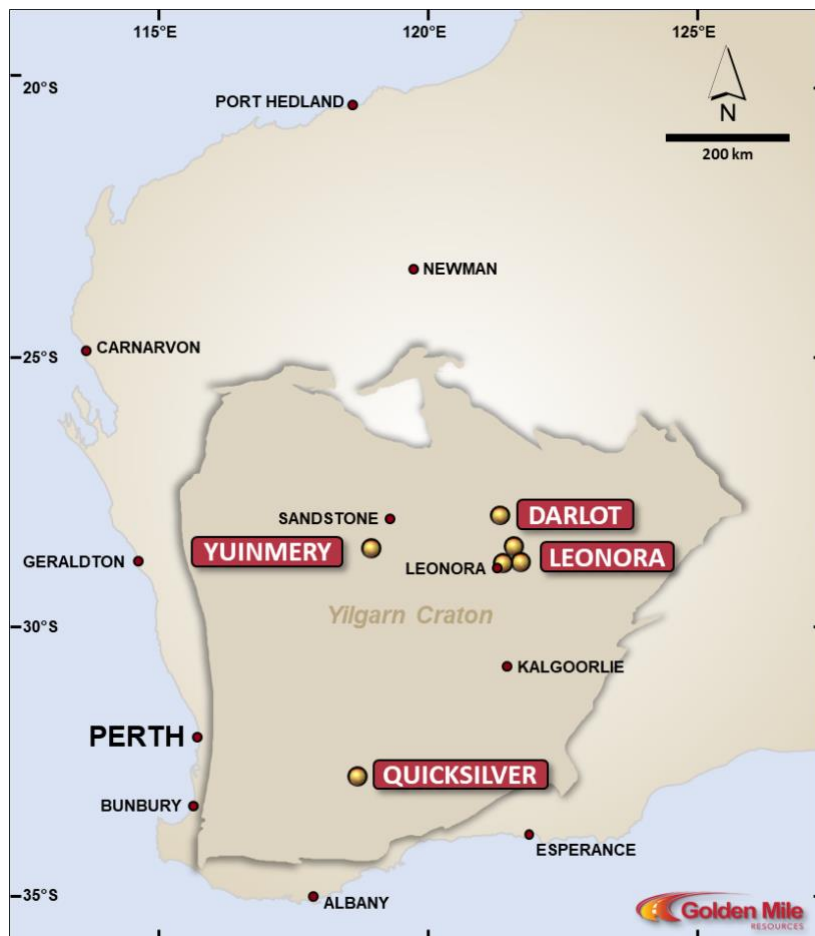 115°E
120°E
125°E
20°S
PORT HEDLAND
N
200 km
NEWMAN
25°S
CARNARVON
SANDSTONE
DARLOT
YUINMERY
LEONORA
GERALDTON
LEONORA
Yilgarn Craton
30°S
KALGOORLIE
PERTH
QUICKSILVER
BUNBURY
ESPERANCE
35°S
ALBANY
Golden Mile
RESOURCES